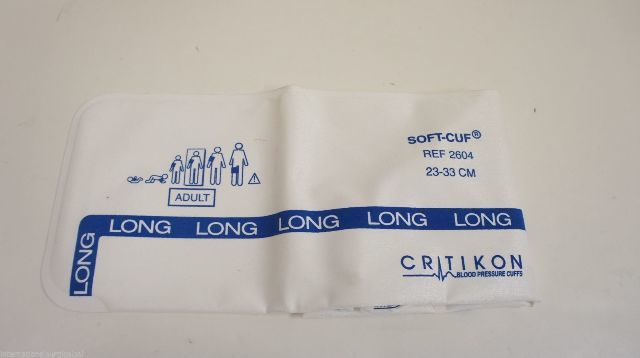 SOFT-CUF®
REF 2604
23-33 CM
ADULT
LONG LONG LONG LONG LONG
LONG
CRITIKON
BLOOD PRESSURE CUFFS